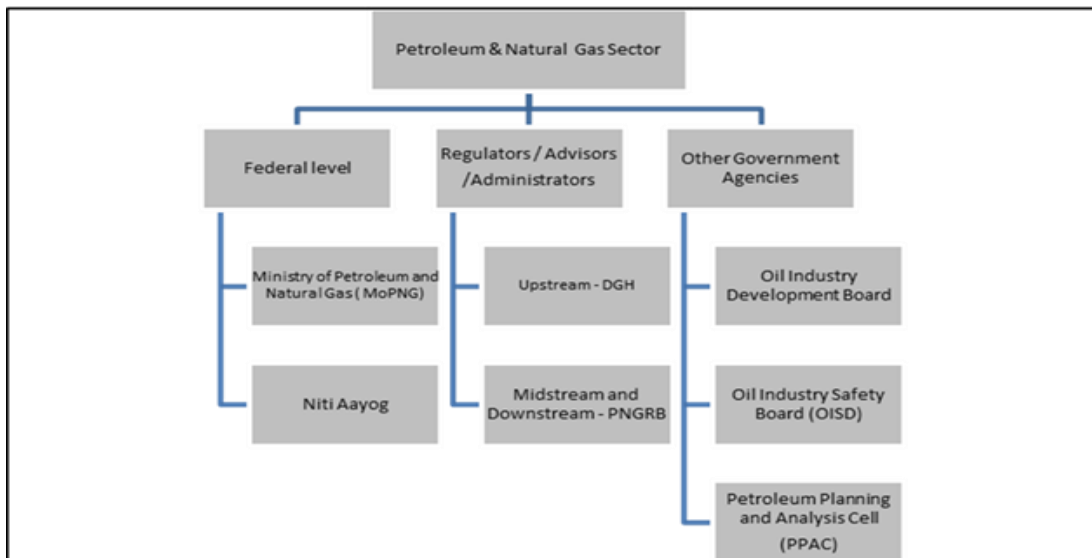 Petroleum & Natural Gas Sector
Federal level
Regulators / Advisors
/Administrators
Other Government
Agencies
Ministry of Petroleum and
Natural Gas ( MoPNG)
Upstream - DGH
Oil Industry
Development Board
Niti Aayog
Midstream and
Downstream - PNGRB
Oil Industry Safety
Board (OISD)
Petroleum Planning
and Analysis Cell
(PPAC)